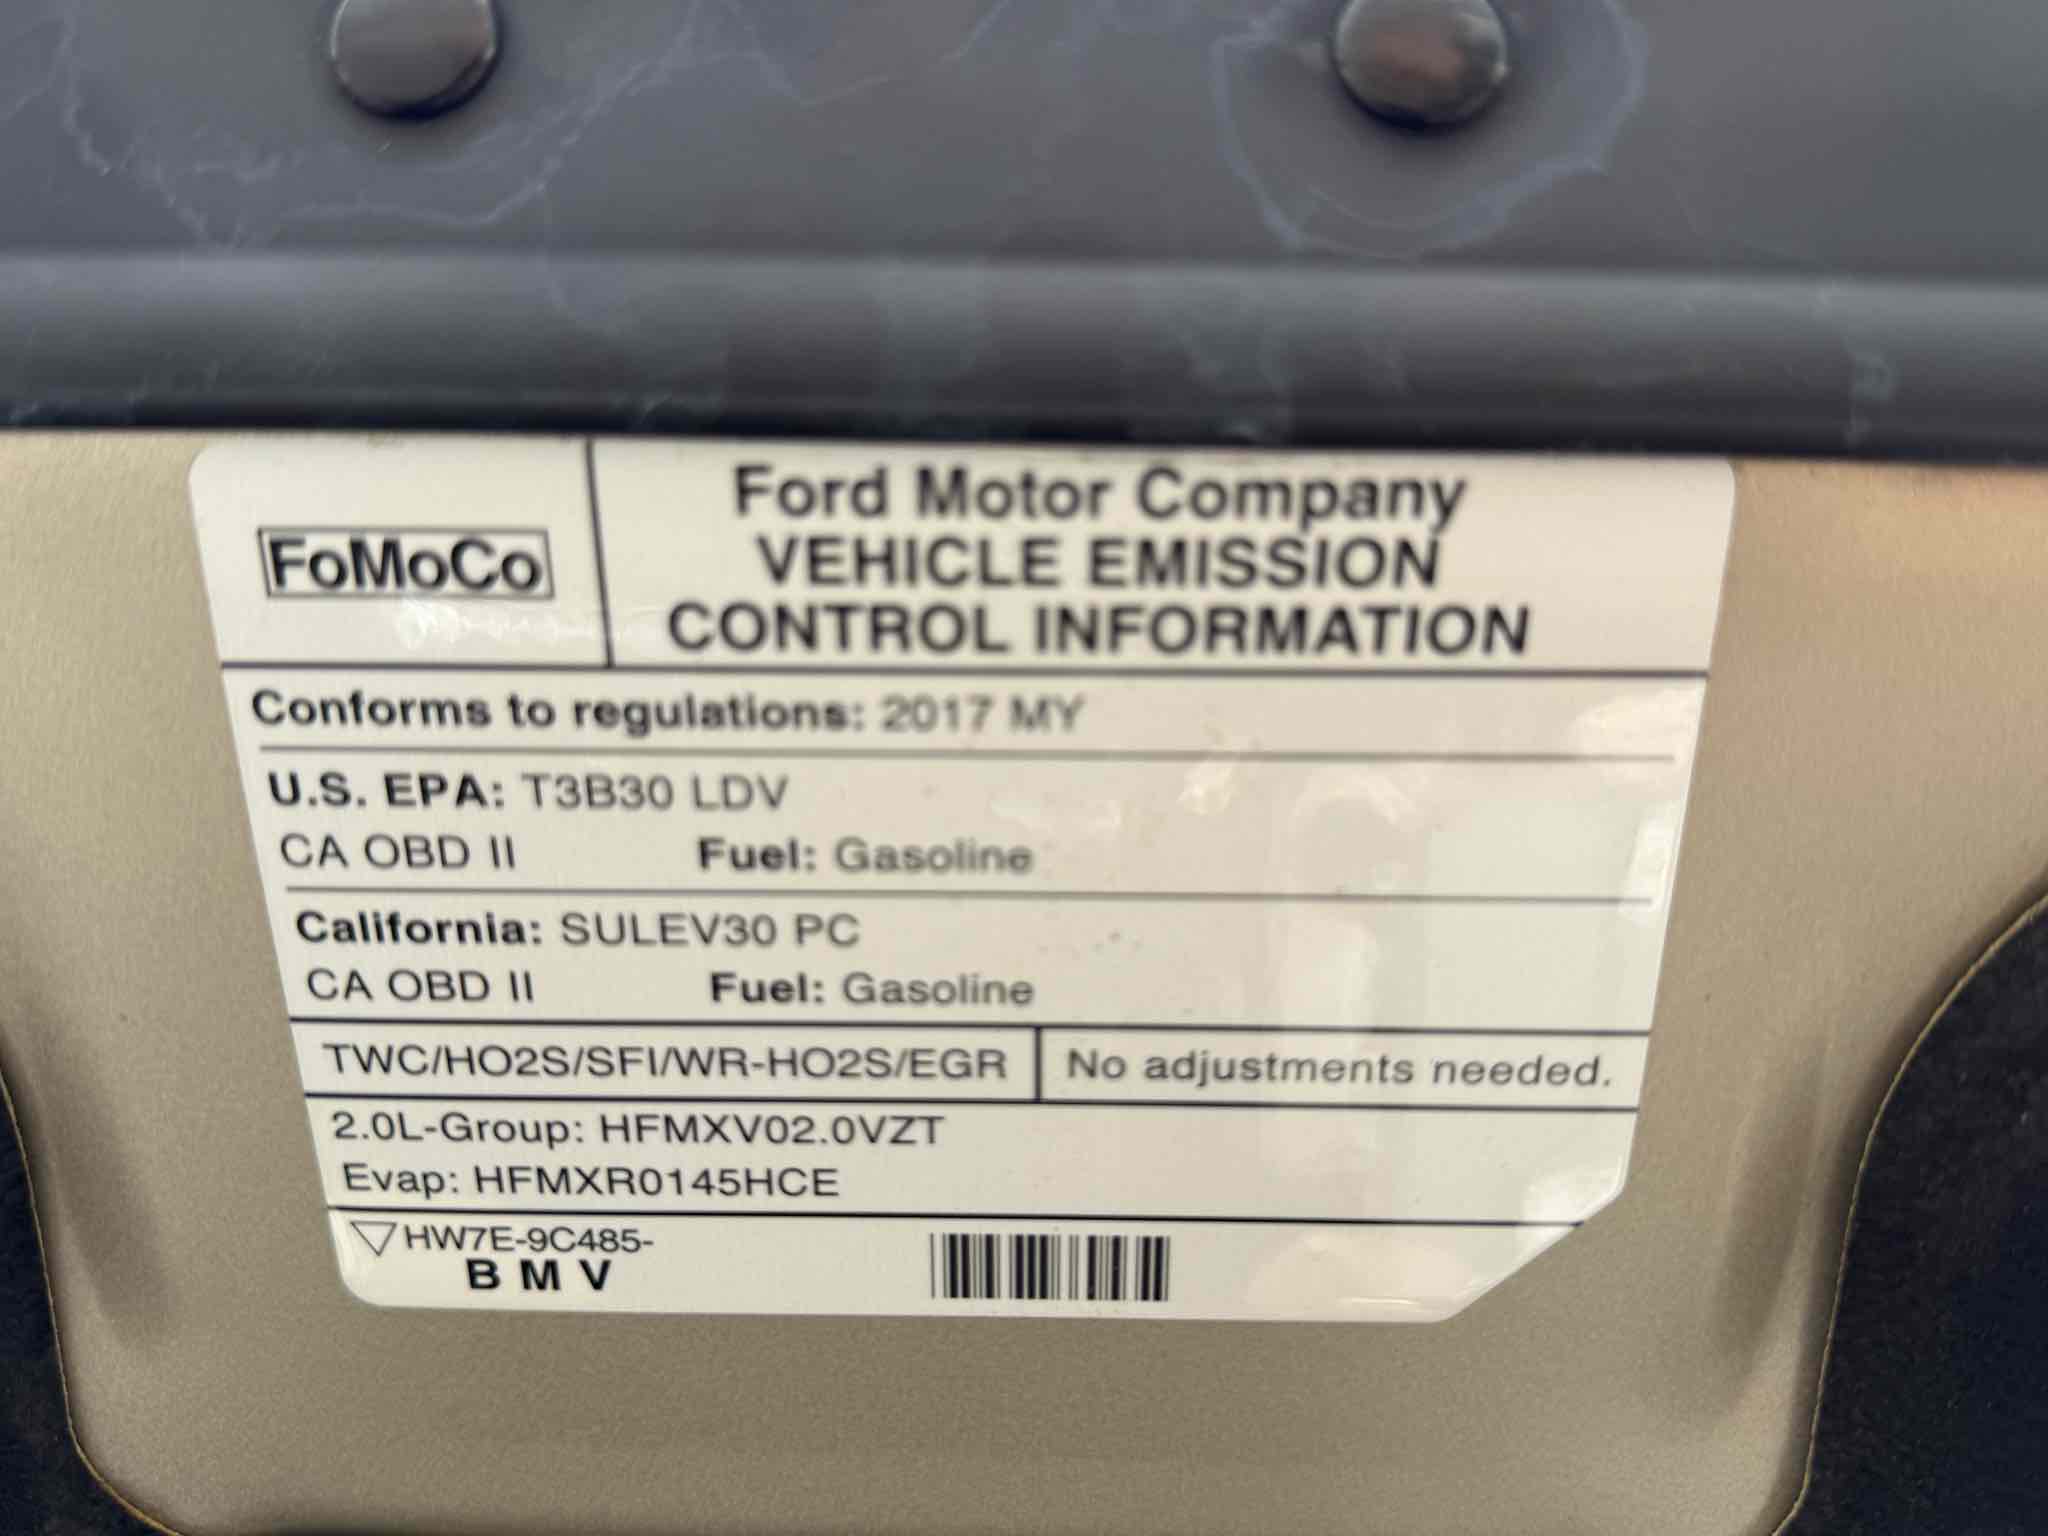 FoMoCo
Ford Motor Company
VEHICLE EMISSION
CONTROL INFORMATION
Conforms to regulations: 2017 MY
U.S. EPA: T3B30 LDV
CA OBD II Fuel: Gasoline
California: SULEV30 PC
CA OBD II Fuel: Gasoline
TWC/HO2S/SFI/WR-HO2S/EGR No adjustments needed.
2.0L-Group: HFMXV02.0VZT
Evap: HFMXR0145HCE
HW7E-9C485-
B M V